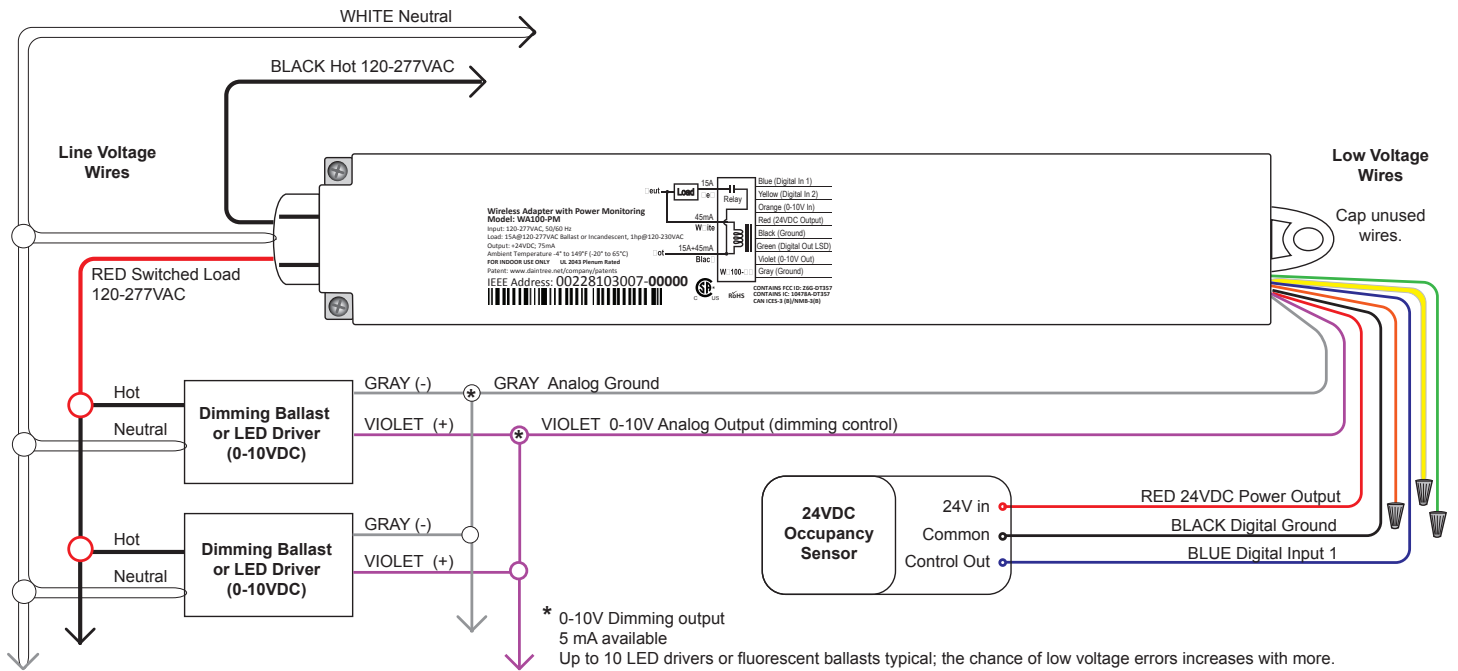 WHITE Neutral
BLACK Hot 120-277VAC
Line Voltage
Wires
Low Voltage
Wires
Cap unused
wires.
RED Switched Load
120-277VAC
Wireless Adapter with Power Monitoring
Model: WA100-PM
Input: 120-277VAC, 50/60 Hz
Load: 15A@120-277VAC Ballast or Incandescent, 1hp@120-230VAC
Output: +24VDC; 75mA
Ambient Temperature -4° to 149°F (-20° to 65°C)
FOR INDOOR USE ONLY UL 2043 Plenum Rated
Patent: www.daintree.net/company/patents
IEEE Address: 00228103007-00000
Load
15A
Relay
45mA
15A+45mA
Blue (Digital In 1)
Yellow (Digital In 2)
Orange (0-10V In)
Red (24VDC Output)
Black (Ground)
Green (Digital Out LSD)
Violet (0-10V Out)
Gray (Ground)
C US
RoHS
CONTAINS FCC ID: Z6G-DT357
CONTAINS IC: 10478A-DT357
CAN ICES-3 (B)/NMB-3(B)
Hot
Neutral
Dimming Ballast
or LED Driver
(0-10VDC)
GRAY (-)
VIOLET (+)
* GRAY Analog Ground
* VIOLET 0-10V Analog Output (dimming control)
Hot
Neutral
Dimming Ballast
or LED Driver
(0-10VDC)
GRAY (-)
VIOLET (+)
24VDC
Occupancy
Sensor
24V in
Common
Control Out
RED 24VDC Power Output
BLACK Digital Ground
BLUE Digital Input 1
* 0-10V Dimming output
5 mA available
Up to 10 LED drivers or fluorescent ballasts typical; the chance of low voltage errors increases with more.